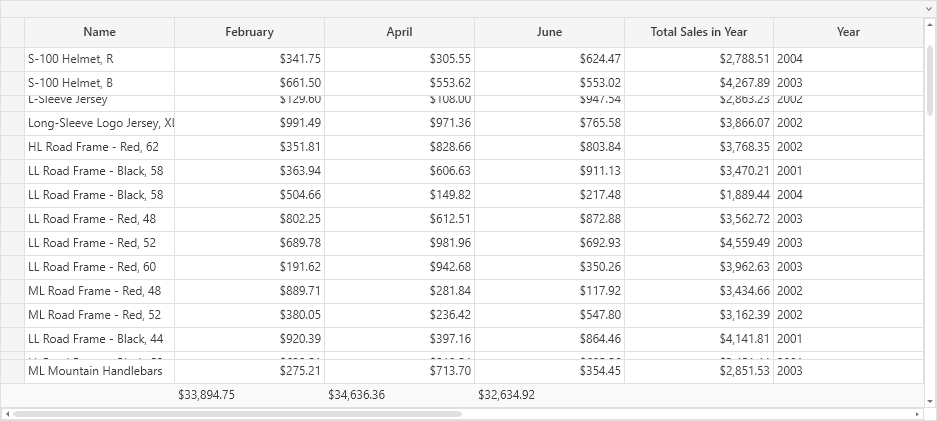 Name February April June Total Sales in Year Year
S-100 Helmet, R $341.75 $305.55 $624.47 $2,788.51 2004
S-100 Helmet, B $661.50 $553.62 $553.02 $4,267.89 2003
L-Sleeve Jersey $129.60 $108.00 $947.54 $2,863.23 2002
Long-Sleeve Logo Jersey, XL $991.49 $971.36 $765.58 $3,866.07 2002
HL Road Frame - Red, 62 $351.81 $828.66 $803.84 $3,768.35 2002
LL Road Frame - Black, 58 $363.94 $606.63 $911.13 $3,470.21 2001
LL Road Frame - Black, 58 $504.66 $149.82 $217.48 $1,889.44 2004
LL Road Frame - Red, 48 $802.25 $612.51 $872.88 $3,562.72 2003
LL Road Frame - Red, 52 $689.78 $981.96 $692.93 $4,559.49 2003
LL Road Frame - Red, 60 $191.62 $942.68 $350.26 $3,962.63 2003
ML Road Frame - Red, 48 $889.71 $281.84 $117.92 $3,434.66 2002
ML Road Frame - Red, 52 $380.05 $236.42 $547.80 $3,162.39 2002
LL Road Frame - Black, 44 $920.39 $397.16 $864.46 $4,141.81 2001
ML Mountain Handlebars $275.21 $713.70 $354.45 $2,851.53 2003
$33,894.75 $34,636.36 $32,634.92